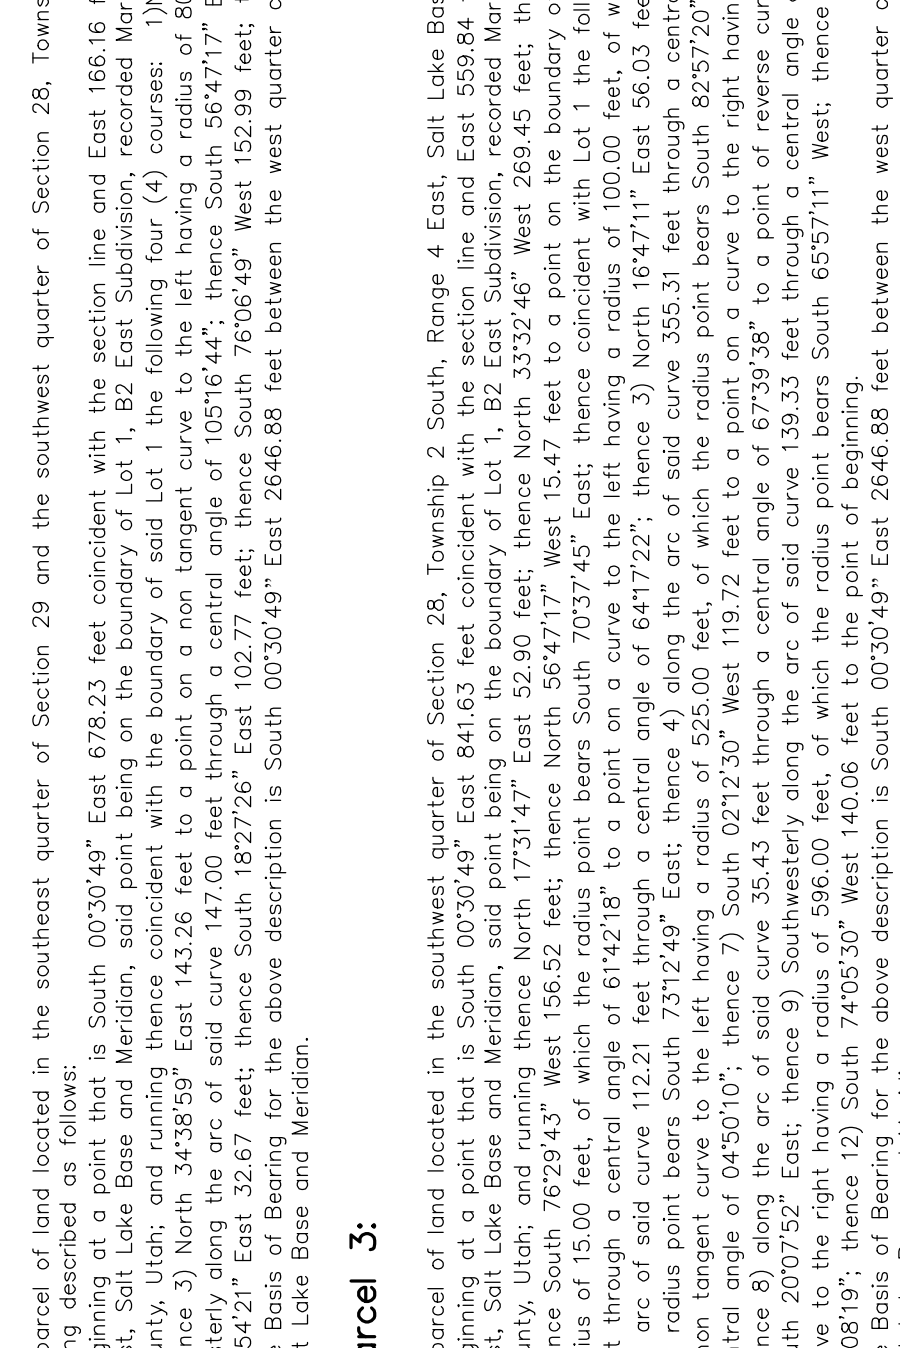 parcel of land located in the southeast quarter of Section 29 and the southwest quarter of Section 28, Towns
ng described as follows:
ginning at a point that is South 00°30'49" East 678.23 feet coincident with the section line and East 166.16 f
st, Salt Lake Base and Meridian, said point being on the boundary of Lot 1, B2 East Subdivision, recorded Mar
unty, Utah; and running thence coincident with the boundary of said Lot 1 the following four (4) courses: 1)N
nce 3) North 34°38'59" East 143.26 feet to a point on a non tangent curve to the left having a radius of 80
sterly along the arc of said curve 147.00 feet through a central angle of 105°16'44"; thence South 56°47'17" E
54'21" East 32.67 feet; thence South 18°27'26" East 102.77 feet; thence South 76°06'49" West 152.99 feet; t
e Basis of Bearing for the above description is South 00°30'49" East 2646.88 feet between the west quarter c
t Lake Base and Meridian.
arcel 3:
parcel of land located in the southwest quarter of Section 28, Township 2 South, Range 4 East, Salt Lake Bas
ginning at a point that is South 00°30'49" East 841.63 feet coincident with the section line and East 559.84
st, Salt Lake Base and Meridian, said point being on the boundary of Lot 1, B2 East Subdivision, recorded Mar
unty, Utah; and running thence North 17°31'47" East 52.90 feet; thence North 33°32'46" West 269.45 feet; th
nce South 76°29'43" West 156.52 feet; thence North 56°47'17" West 15.47 feet to a point on the boundary o
ius of 15.00 feet, of which the radius point bears South 70°37'45" East; thence coincident with Lot 1 the foll
t through a central angle of 61°42'18" to a point on a curve to the left having a radius of 100.00 feet, of w
arc of said curve 112.21 feet through a central angle of 64°17'22"; thence 3) North 16°47'11" East 56.03 fee
radius point bears South 73°12'49" East; thence 4) along the arc of said curve 355.31 feet through a centra
non tangent curve to the left having a radius of 525.00 feet, of which the radius point bears South 82°57'20"
tral angle of 04°50'10"; thence 7) South 02°12'30" West 119.72 feet to a point on a curve to the right havin
nce 8) along the arc of said curve 35.43 feet through a central angle of 67°39'38" to a point of reverse cur
uth 20°07'52" East; thence 9) Southwesterly along the arc of said curve 139.33 feet through a central angle
ve to the right having a radius of 596.00 feet, of which the radius point bears South 65°57'11" West; thence
08'19"; thence 12) South 74°05'30" West 140.06 feet to the point of beginning.
e Basis of Bearing for the above description is South 00°30'49" East 2646.88 feet between the west quarter c